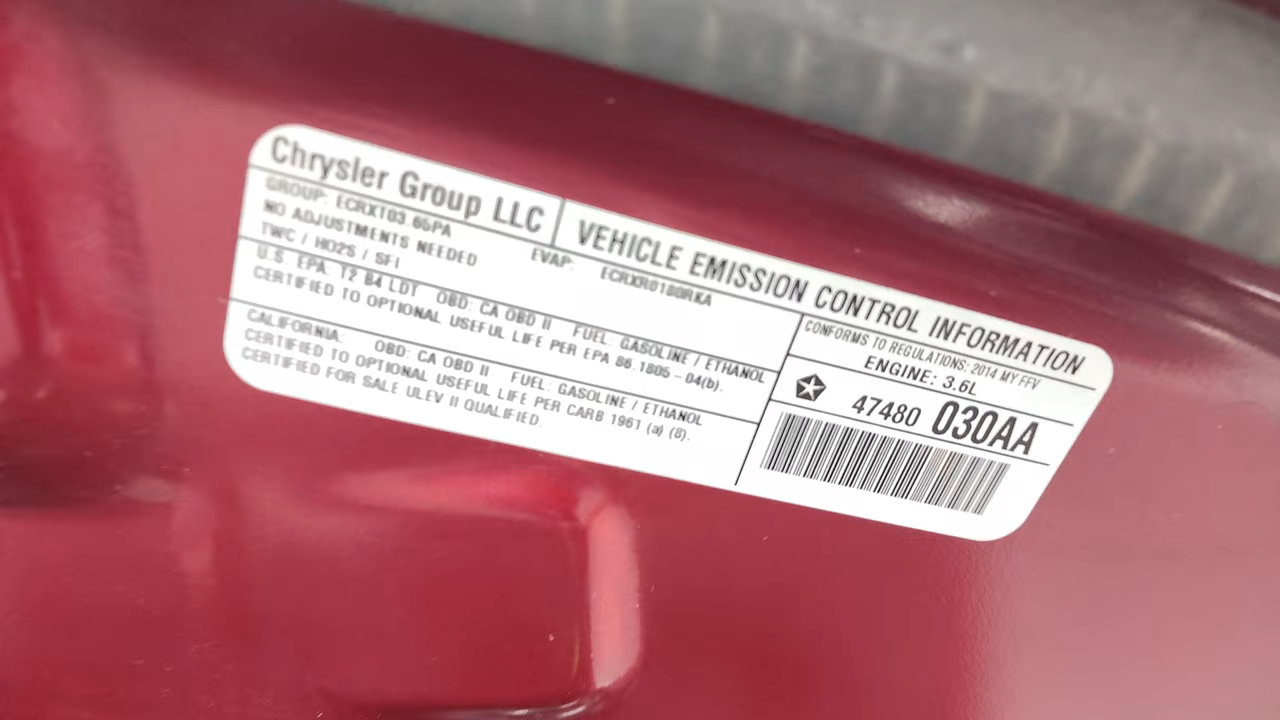 Chrysler Group LLC
VEHICLE EMISSION CONTROL INFORMATION
GROUP: ECRXT03.65PA
EVAP: ECRXR0180RKA
NO ADJUSTMENTS NEEDED
TWC / HO2S / SFI
U.S. EPA: T2 B4 LDT OBD: CA OBD II FUEL: GASOLINE / ETHANOL
CERTIFIED TO OPTIONAL USEFUL LIFE PER EPA 86.1805-04(b).
CALIFORNIA: OBD: CA OBD II FUEL: GASOLINE / ETHANOL
CERTIFIED TO OPTIONAL USEFUL LIFE PER CARB 1961 (a) (8).
CERTIFIED FOR SALE ULEV II QUALIFIED.
CONFORMS TO REGULATIONS: 2014 MY FFV
ENGINE: 3.6L
47480 030AA